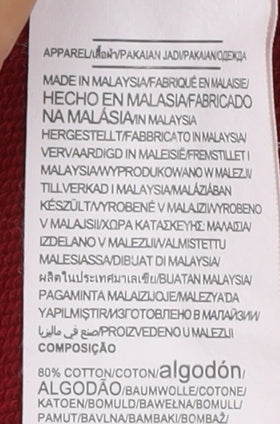 APPAREL/เสื้อผ้า/PAKAIAN JADI/PAKAIAN/ОДЕЖДА
MADE IN MALAYSIA/FABRIQUÉ EN MALAISIE/
HECHO EN MALASIA/FABRICADO
NA MALÁSIA/IN MALAYSIA
HERGESTELLT/FABBRICATO IN MALAYSIA/
VERVAARDIGD IN MALEISIË/FREMSTILLET I
MALAYSIA/WYPRODUKOWANO W MALEZJI/
TILLVERKAD I MALAYSIA/MALÁZIÁBAN
KÉSZÜLT/VYROBENÉ V MALAJZII/VYROBENO
V MALAJSII/ΧΩΡΑ ΚΑΤΑΣΚΕΥΗΣ: ΜΑΛΑΙΣΙΑ/
IZDELANO V MALEZIJI/VALMISTETTU
MALESIASSA/DIBUAT DI MALAYSIA/
ผลิตในประเทศมาเลเซีย/BUATAN MALAYSIA/
PAGAMINTA MALAIZIJOJE/MALEZYADA
YAPILMIŞTIR/ИЗГОТОВЛЕНО В МАЛАЙЗИИ/
صنع في ماليزيا/PROIZVEDENO U MALEZIJI
COMPOSIÇÃO
80% COTTON/COTON/algodón/
ALGODÃO/BAUMWOLLE/COTONE/
KATOEN/BOMULD/BAWEŁNA/BOMULL/
PAMUT/BAVLNA/BAMBAKI/BOMBAŽ/